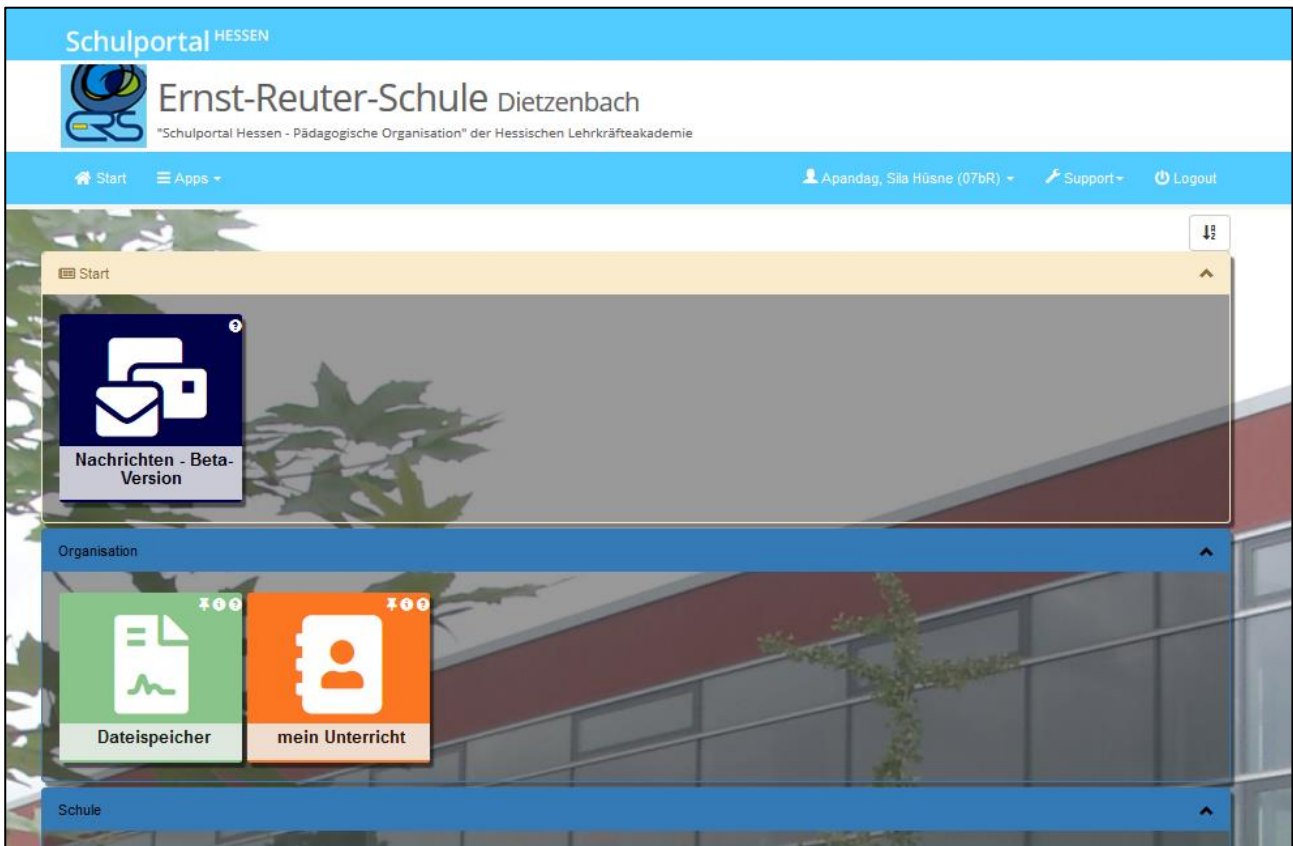 Schulportal HESSEN
ERS
Ernst-Reuter-Schule Dietzenbach
"Schulportal Hessen - Pädagogische Organisation" der Hessischen Lehrkräfteakademie
Start Apps Apandag, Sila Hüsne (07bR) Support Logout
Start
Nachrichten - Beta-
Version
Organisation
Dateispeicher mein Unterricht
Schule